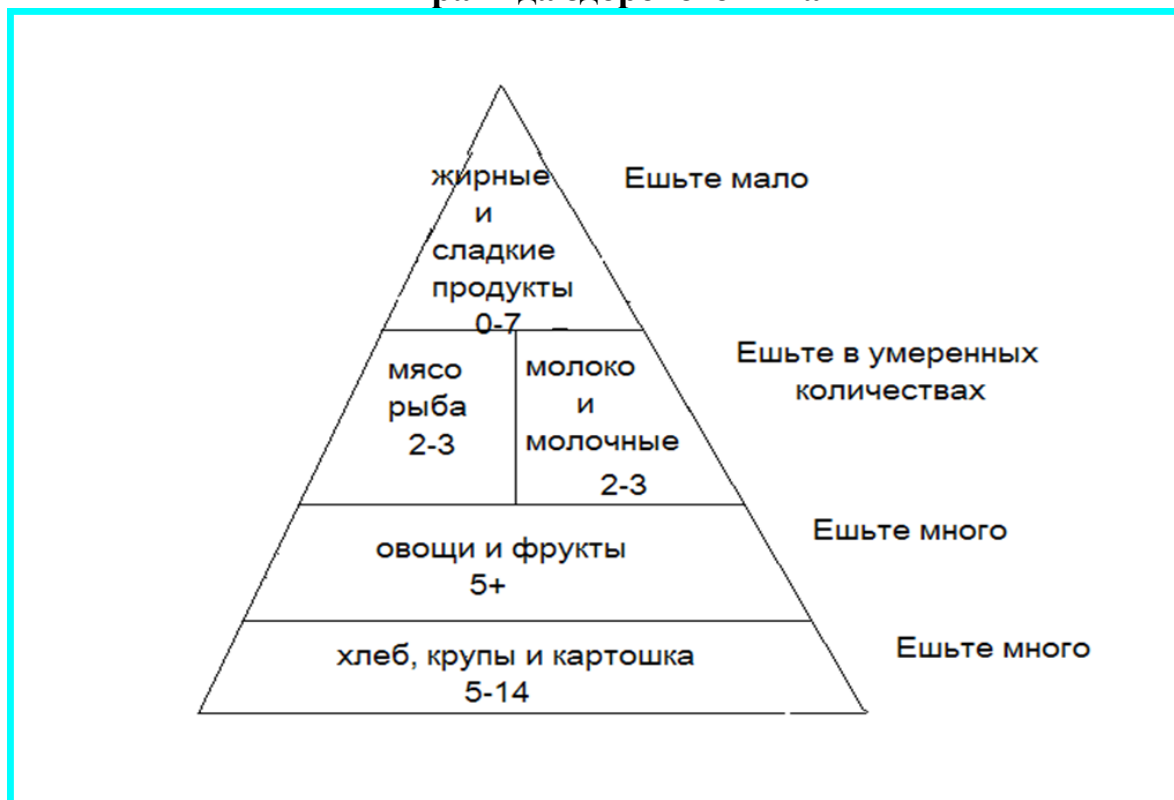 жирные
и
сладкие
продукты
0-7
Ешьте мало
мясо
рыба
2-3
молоко
и
молочные
2-3
Ешьте в умеренных
количествах
овощи и фрукты
5+
Ешьте много
хлеб, крупы и картошка
5-14
Ешьте много